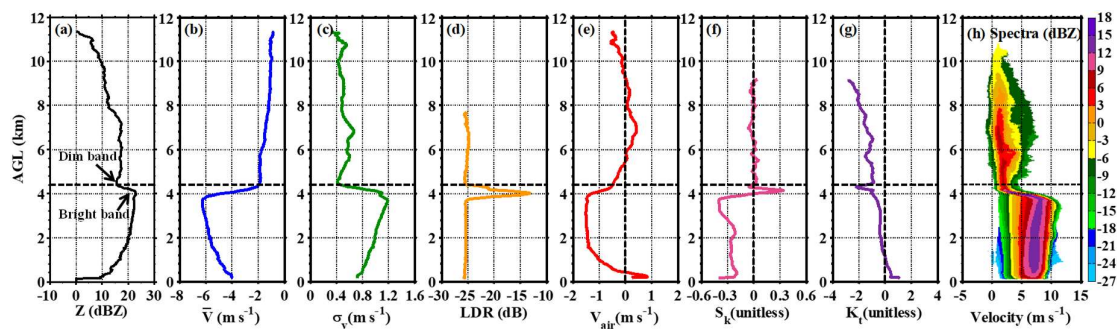 12
10
8
6
4
2
0
AGL (km)
(a)
Dim band
Bright band
-10 0 10 20 30
Z (dBZ)
(b)
-8 -6 -4 -2 0
V̅ (m s⁻¹)
(c)
0 0.4 0.8 1.2 1.6
σᵥ(m s⁻¹)
(d)
-30 -25 -20 -15 -10
LDR (dB)
(e)
-2 -1 0 1 2
V_air (m s⁻¹)
(f)
-0.6 -0.3 0 0.3 0.6
S_k(unitless)
(g)
-4 -2 0 2 4
K_t(unitless)
(h) Spectra (dBZ)
-5 0 5 10 15
Velocity (m s⁻¹)
18
15
12
9
6
3
0
-3
-6
-9
-12
-15
-18
-21
-24
-27